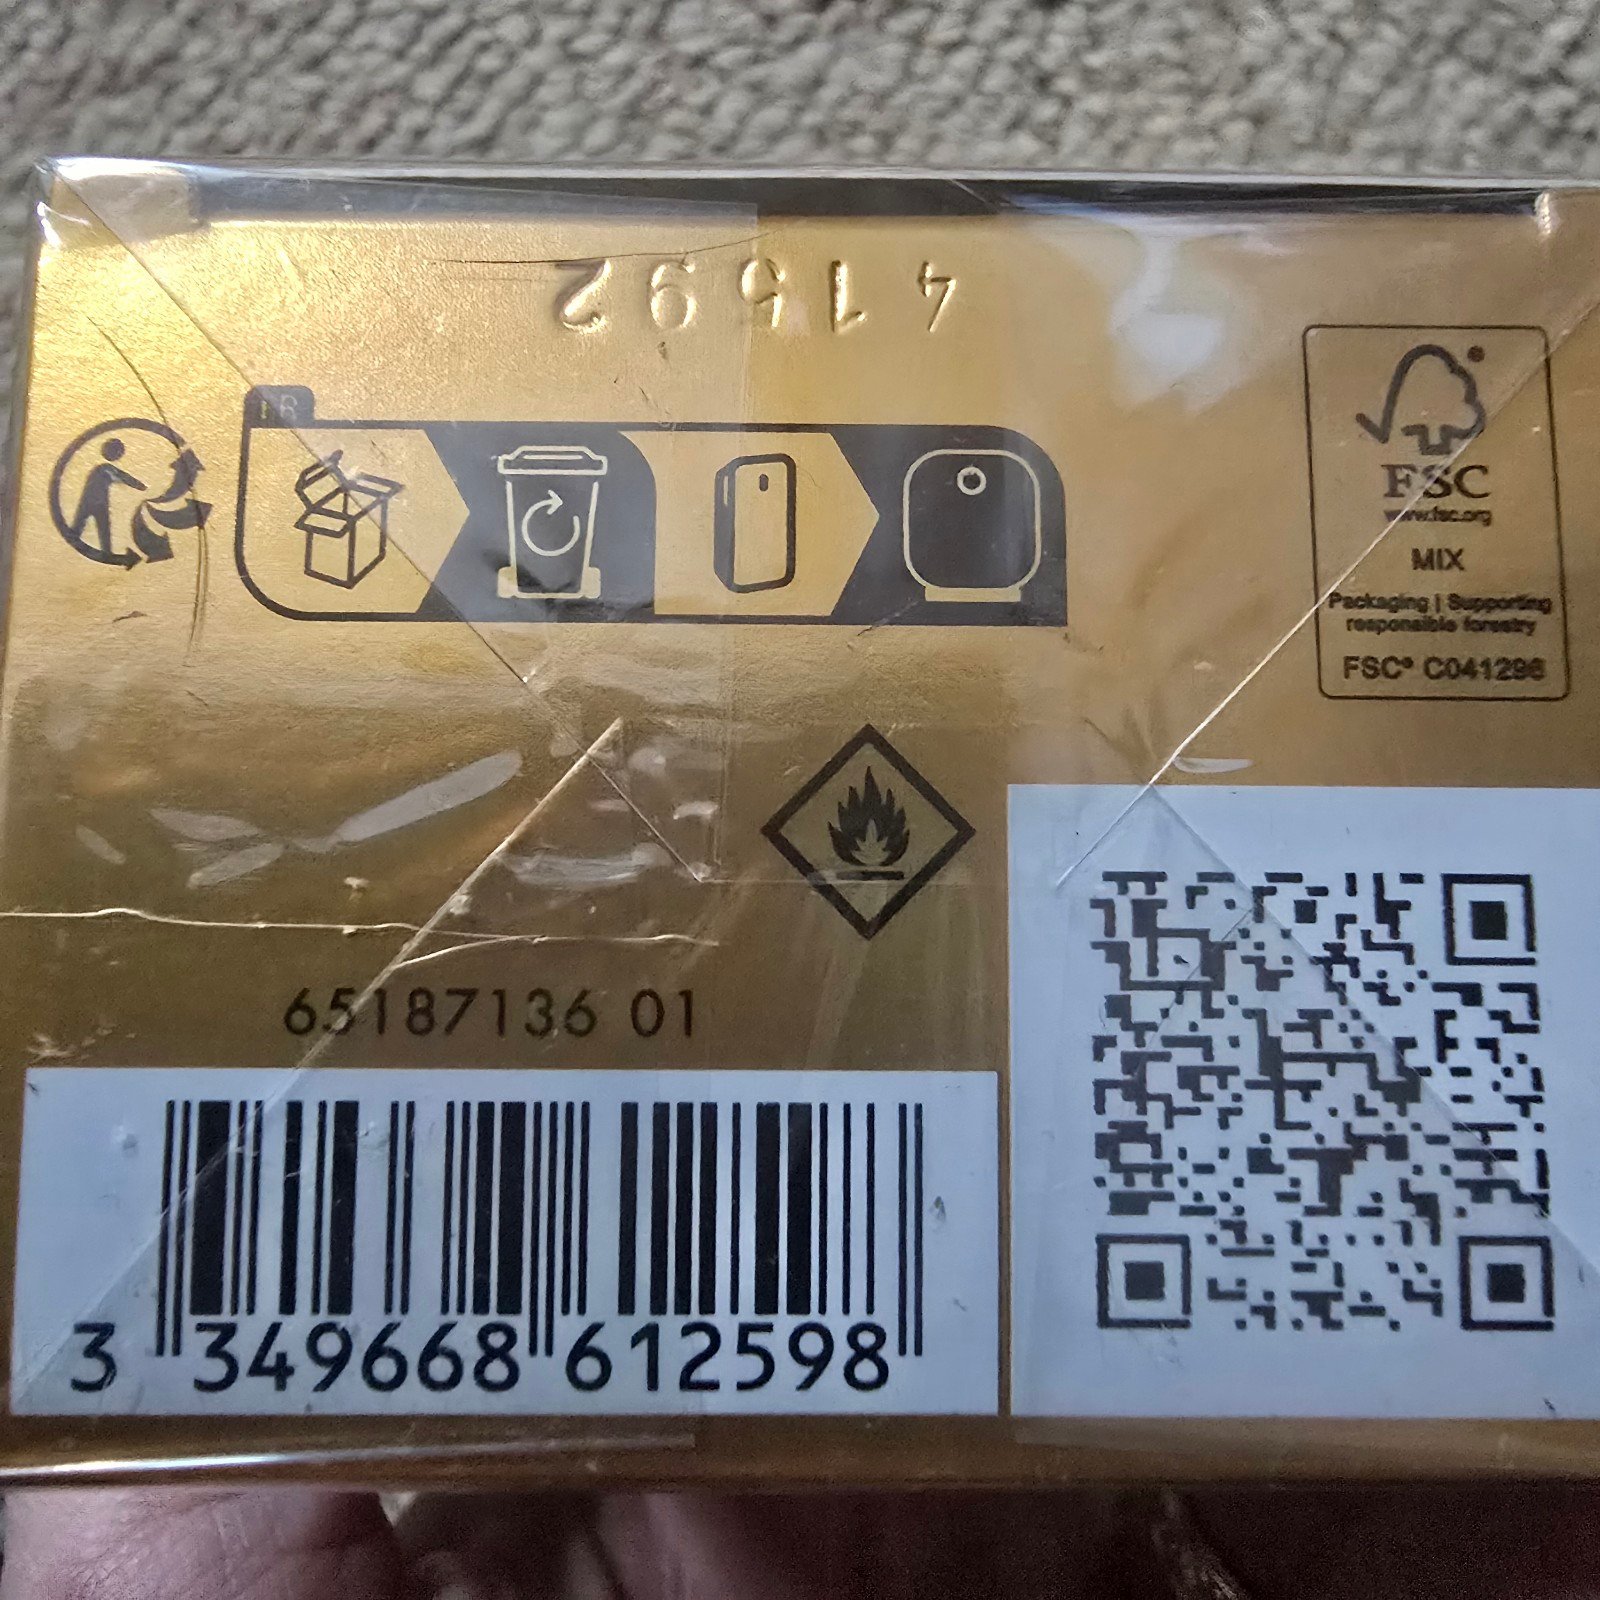 41592
FR
FSC
www.fsc.org
MIX
Packaging | Supporting
responsible forestry
FSC® C041296
65187136 01
3 349668 612598